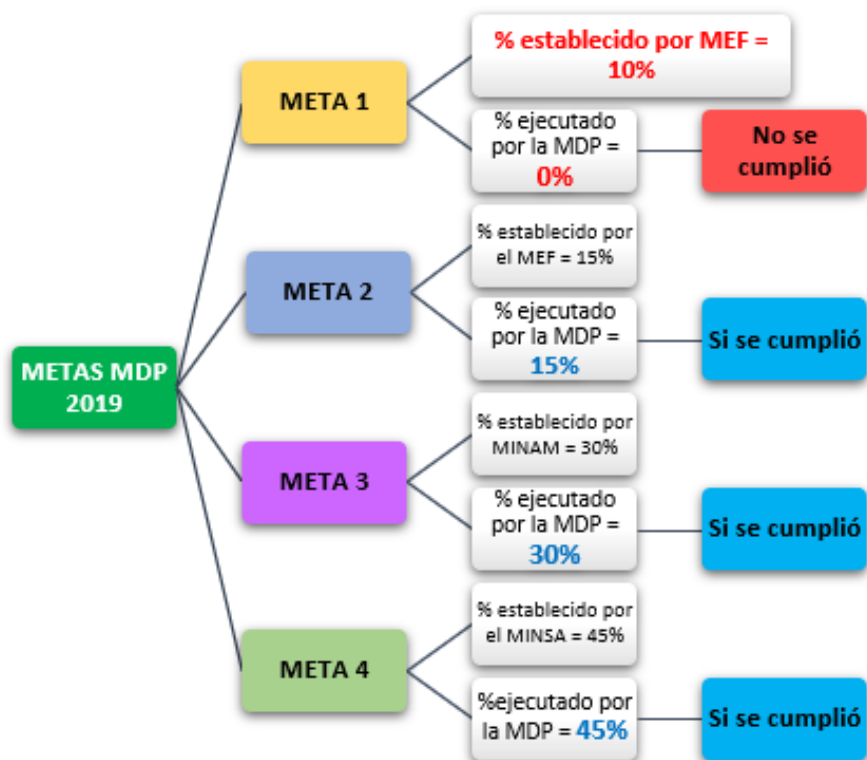 METAS MDP
2019
META 1
% establecido por MEF =
10%
% ejecutado
por la MDP =
0%
No se
cumplió
META 2
% establecido por
el MEF = 15%
% ejecutado
por la MDP =
15%
Si se cumplió
META 3
% establecido por
MINAM = 30%
% ejecutado
por la MDP =
30%
Si se cumplió
META 4
% establecido por
el MINSA = 45%
%ejecutado por
la MDP = 45%
Si se cumplió